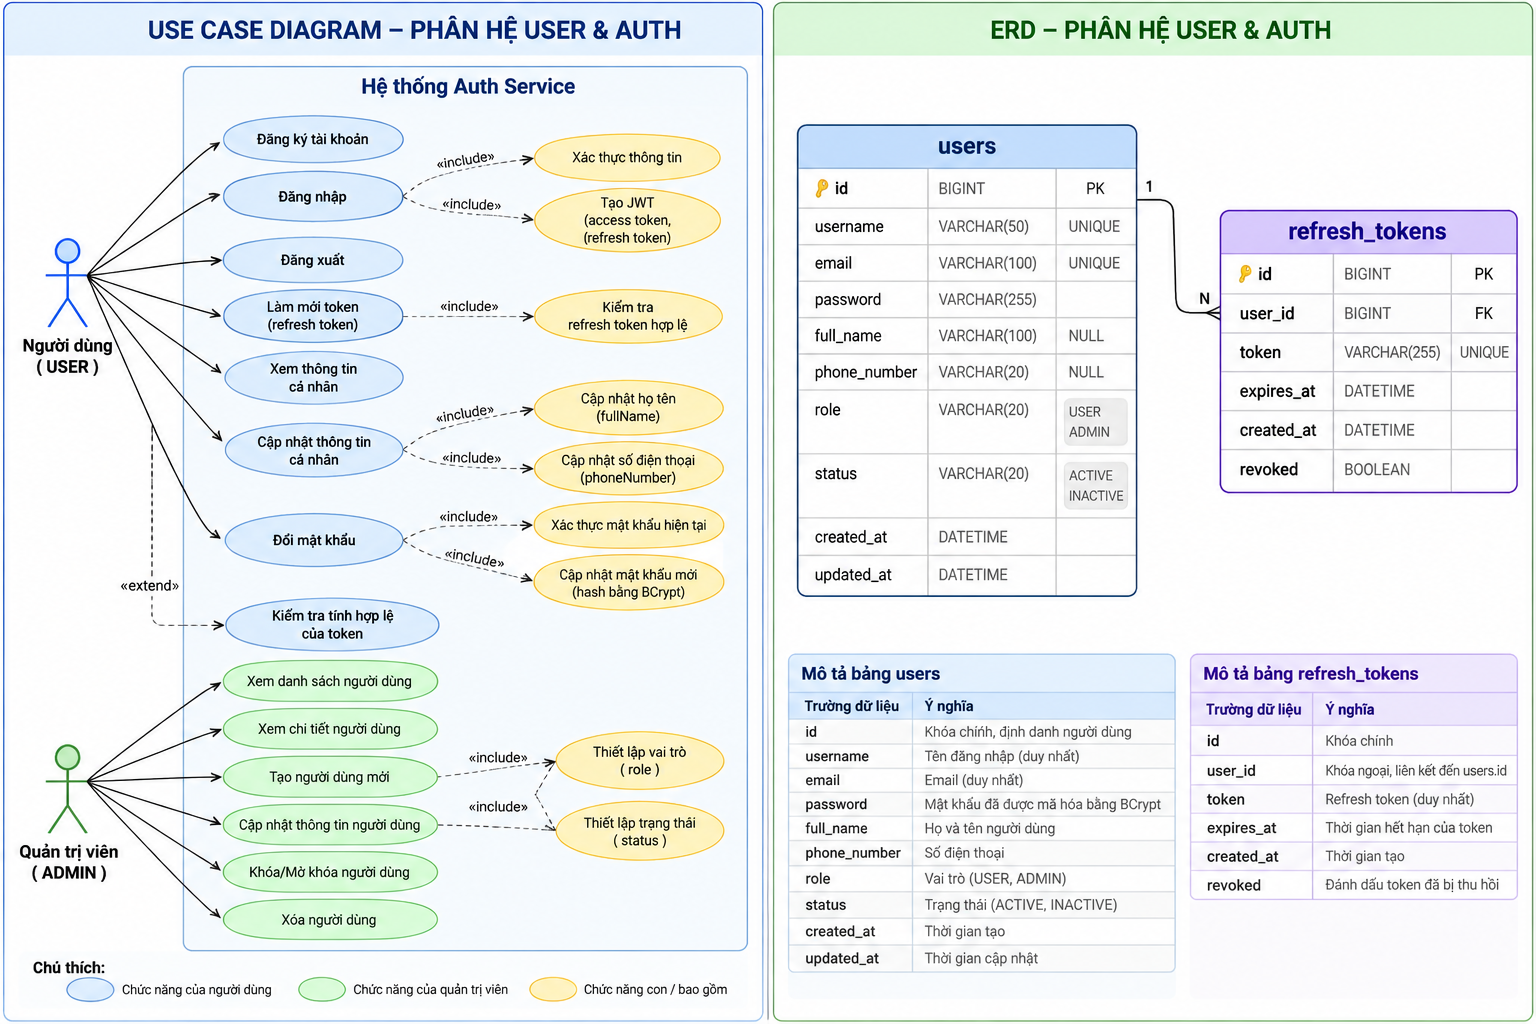 USE CASE DIAGRAM – PHÂN HỆ USER & AUTH
Hệ thống Auth Service
Đăng ký tài khoản
Đăng nhập
«include»
Xác thực thông tin
«include»
Tạo JWT
(access token,
(refresh token)
Đăng xuất
Làm mới token
(refresh token)
«include»
Kiểm tra
refresh token hợp lệ
Người dùng
( USER )
Xem thông tin
cá nhân
Cập nhật thông tin
cá nhân
«include»
Cập nhật họ tên
(fullName)
«include»
Cập nhật số điện thoại
(phoneNumber)
Đổi mật khẩu
«include»
Xác thực mật khẩu hiện tại
«include»
Cập nhật mật khẩu mới
(hash bằng BCrypt)
«extend»
Kiểm tra tính hợp lệ
của token
Xem danh sách người dùng
Xem chi tiết người dùng
Tạo người dùng mới
«include»
Thiết lập vai trò
( role )
Cập nhật thông tin người dùng
«include»
Thiết lập trạng thái
( status )
Khóa/Mở khóa người dùng
Xóa người dùng
Quản trị viên
( ADMIN )
Chú thích:
Chức năng của người dùng
Chức năng của quản trị viên
Chức năng con / bao gồm
ERD – PHÂN HỆ USER & AUTH
users
id BIGINT PK
username VARCHAR(50) UNIQUE
email VARCHAR(100) UNIQUE
password VARCHAR(255)
full_name VARCHAR(100) NULL
phone_number VARCHAR(20) NULL
role VARCHAR(20) USER
ADMIN
status VARCHAR(20) ACTIVE
INACTIVE
created_at DATETIME
updated_at DATETIME
1
N
refresh_tokens
id BIGINT PK
user_id BIGINT FK
token VARCHAR(255) UNIQUE
expires_at DATETIME
created_at DATETIME
revoked BOOLEAN
Mô tả bảng users
Trường dữ liệu Ý nghĩa
id Khóa chính, định danh người dùng
username Tên đăng nhập (duy nhất)
email Email (duy nhất)
password Mật khẩu đã được mã hóa bằng BCrypt
full_name Họ và tên người dùng
phone_number Số điện thoại
role Vai trò (USER, ADMIN)
status Trạng thái (ACTIVE, INACTIVE)
created_at Thời gian tạo
updated_at Thời gian cập nhật
Mô tả bảng refresh_tokens
Trường dữ liệu Ý nghĩa
id Khóa chính
user_id Khóa ngoại, liên kết đến users.id
token Refresh token (duy nhất)
expires_at Thời gian hết hạn của token
created_at Thời gian tạo
revoked Đánh dấu token đã bị thu hồi